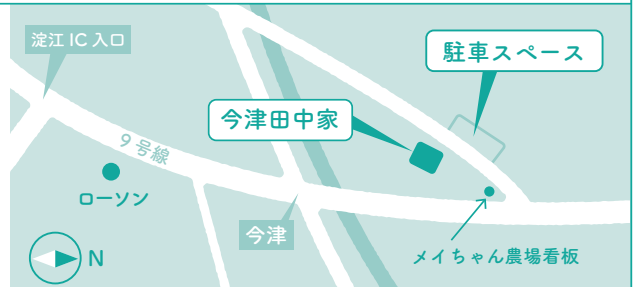 淀江 IC 入口
駐車スペース
今津田中家
9号線
ローソン
今津
メイちゃん農場看板
N